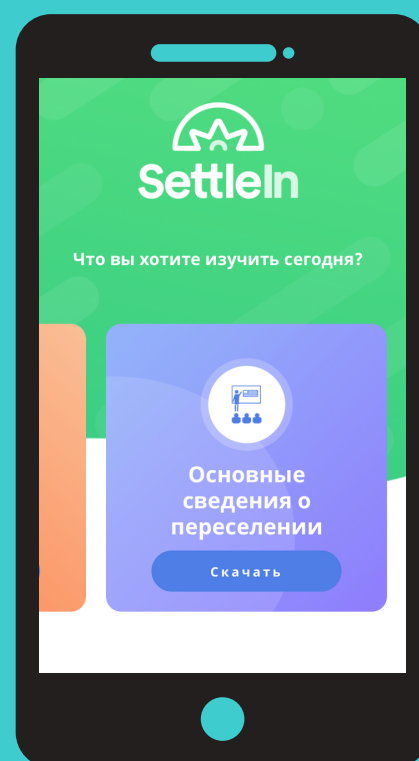 SettleIn
Что вы хотите изучить сегодня?
Основные
сведения о
переселении
Скачать